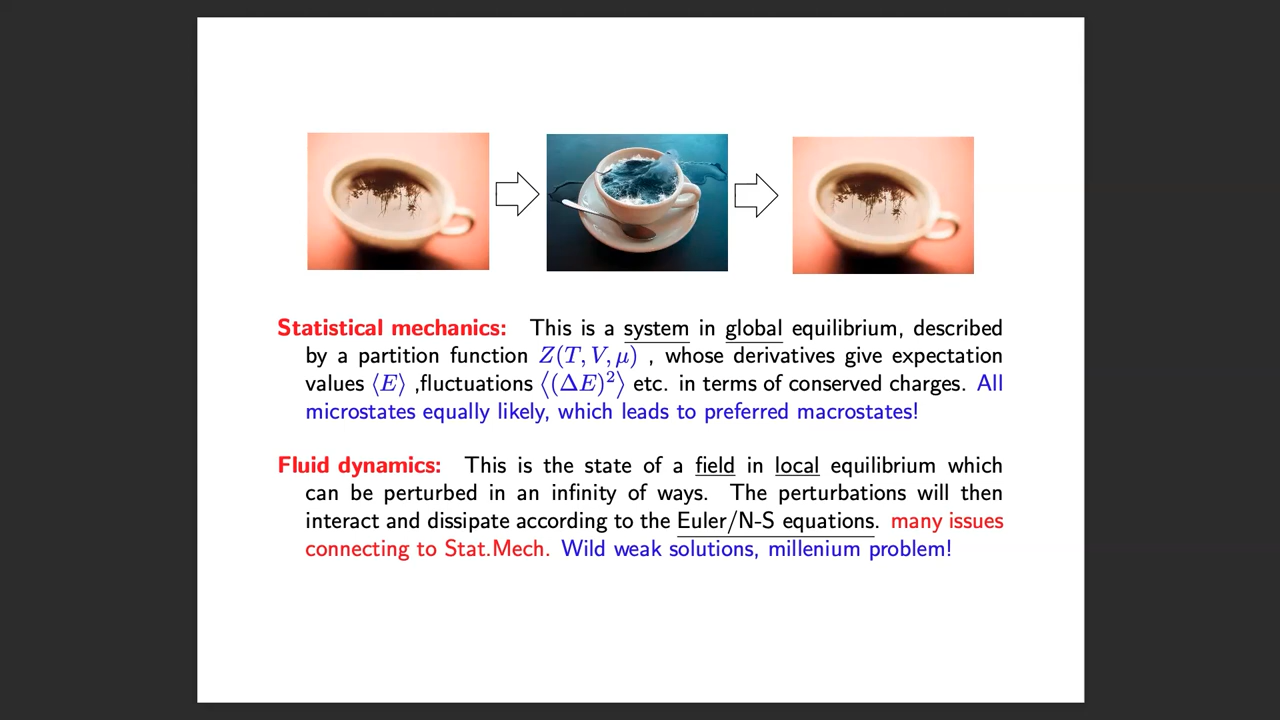 Statistical mechanics: This is a system in global equilibrium, described
by a partition function Z(T, V, μ) , whose derivatives give expectation
values ⟨E⟩ ,fluctuations ⟨(ΔE)²⟩ etc. in terms of conserved charges. All
microstates equally likely, which leads to preferred macrostates!
Fluid dynamics: This is the state of a field in local equilibrium which
can be perturbed in an infinity of ways. The perturbations will then
interact and dissipate according to the Euler/N-S equations. many issues
connecting to Stat.Mech. Wild weak solutions, millenium problem!